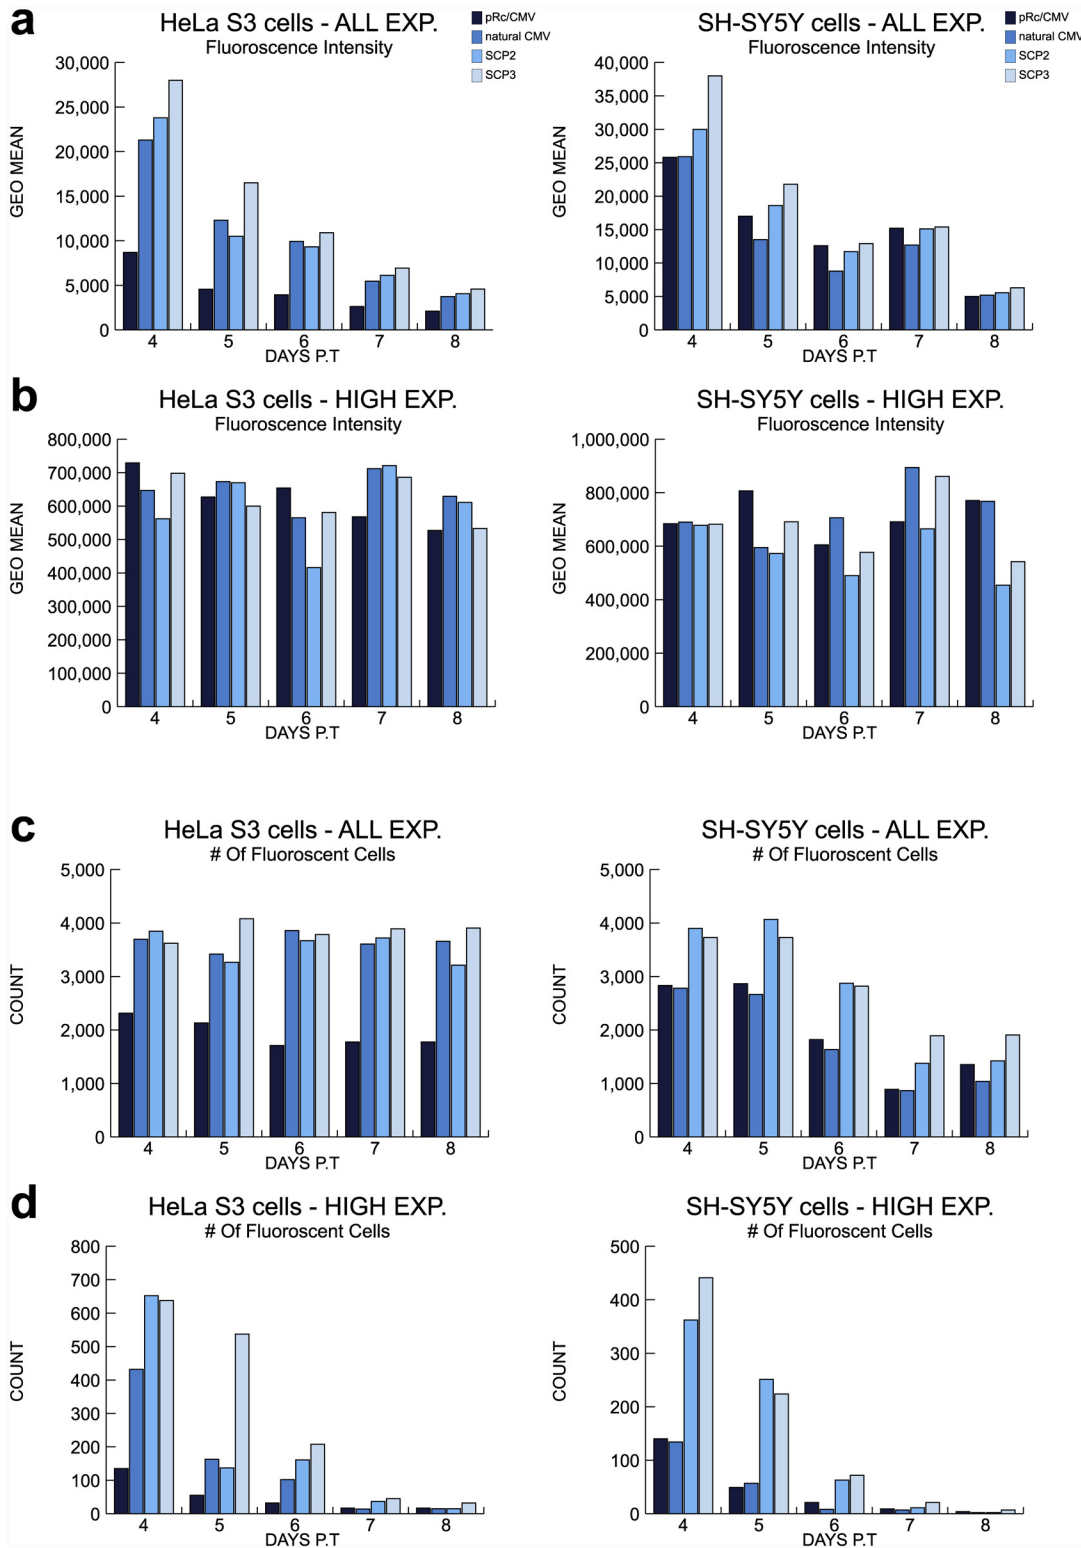 a
HeLa S3 cells - ALL EXP.
Fluoroscence Intensity
pRc/CMV
natural CMV
SCP2
SCP3
GEO MEAN
30,000
25,000
20,000
15,000
10,000
5,000
0
4 5 6 7 8
DAYS P.T
SH-SY5Y cells - ALL EXP.
Fluoroscence Intensity
pRc/CMV
natural CMV
SCP2
SCP3
GEO MEAN
40,000
35,000
30,000
25,000
20,000
15,000
10,000
5,000
0
4 5 6 7 8
DAYS P.T
b
HeLa S3 cells - HIGH EXP.
Fluoroscence Intensity
GEO MEAN
800,000
700,000
600,000
500,000
400,000
300,000
200,000
100,000
0
4 5 6 7 8
DAYS P.T
SH-SY5Y cells - HIGH EXP.
Fluoroscence Intensity
GEO MEAN
1,000,000
800,000
600,000
400,000
200,000
0
4 5 6 7 8
DAYS P.T
c
HeLa S3 cells - ALL EXP.
# Of Fluoroscent Cells
COUNT
5,000
4,000
3,000
2,000
1,000
0
4 5 6 7 8
DAYS P.T
SH-SY5Y cells - ALL EXP.
# Of Fluoroscent Cells
COUNT
5,000
4,000
3,000
2,000
1,000
0
4 5 6 7 8
DAYS P.T
d
HeLa S3 cells - HIGH EXP.
# Of Fluoroscent Cells
COUNT
800
700
600
500
400
300
200
100
0
4 5 6 7 8
DAYS P.T
SH-SY5Y cells - HIGH EXP.
# Of Fluoroscent Cells
COUNT
500
400
300
200
100
0
4 5 6 7 8
DAYS P.T